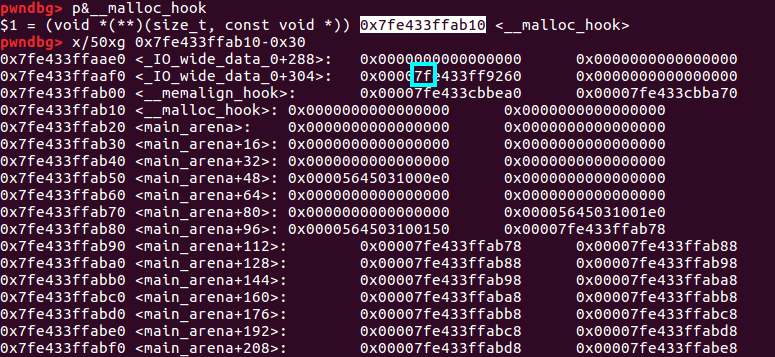 pwndbg> p&__malloc_hook
$1 = (void *(**)(size_t, const void *)) 0x7fe433ffab10 <__malloc_hook>
pwndbg> x/50xg 0x7fe433ffab10-0x30
0x7fe433ffaae0 <_IO_wide_data_0+288>: 0x0000000000000000 0x0000000000000000
0x7fe433ffaaf0 <_IO_wide_data_0+304>: 0x00007fe433ff9260 0x0000000000000000
0x7fe433ffab00 <__memalign_hook>: 0x00007fe433cbbea0 0x00007fe433cbba70
0x7fe433ffab10 <__malloc_hook>: 0x0000000000000000 0x0000000000000000
0x7fe433ffab20 <main_arena>: 0x0000000000000000 0x0000000000000000
0x7fe433ffab30 <main_arena+16>: 0x0000000000000000 0x0000000000000000
0x7fe433ffab40 <main_arena+32>: 0x0000000000000000 0x0000000000000000
0x7fe433ffab50 <main_arena+48>: 0x00005645031000e0 0x0000000000000000
0x7fe433ffab60 <main_arena+64>: 0x0000000000000000 0x0000000000000000
0x7fe433ffab70 <main_arena+80>: 0x0000000000000000 0x00005645031001e0
0x7fe433ffab80 <main_arena+96>: 0x0000564503100150 0x00007fe433ffab78
0x7fe433ffab90 <main_arena+112>: 0x00007fe433ffab78 0x00007fe433ffab88
0x7fe433ffaba0 <main_arena+128>: 0x00007fe433ffab88 0x00007fe433ffab98
0x7fe433ffabb0 <main_arena+144>: 0x00007fe433ffab98 0x00007fe433ffaba8
0x7fe433ffabc0 <main_arena+160>: 0x00007fe433ffaba8 0x00007fe433ffabb8
0x7fe433ffabd0 <main_arena+176>: 0x00007fe433ffabb8 0x00007fe433ffabc8
0x7fe433ffabe0 <main_arena+192>: 0x00007fe433ffabc8 0x00007fe433ffabd8
0x7fe433ffabf0 <main_arena+208>: 0x00007fe433ffabd8 0x00007fe433ffabe8